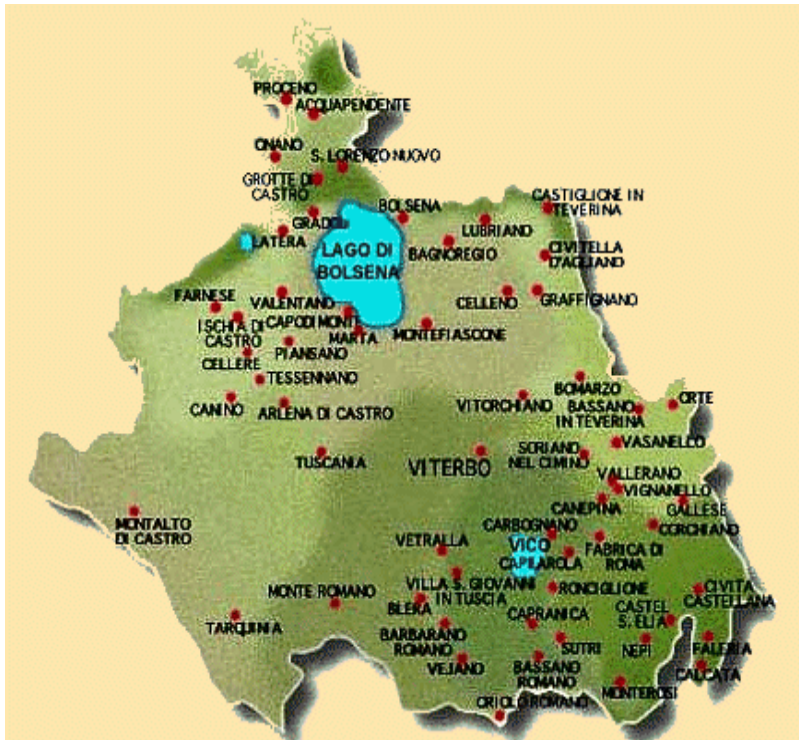 PROCENO
ACQUAPENDENTE
ONANO
S. LORENZO NUOVO
GROTTE DI
CASTRO
BOLSENA
CASTIGLIONE IN
TEVERINA
GRADOLI
LUBRIANO
LATERA
LAGO DI
BOLSENA
BAGNOREGIO
CIVITELLA
D'AGLIANO
FARNESE
VALENTANO
CELLENO
GRAFFIGNANO
ISCHIA DI
CASTRO
CAPODIMONTE
MARTA
MONTEFIASCONE
PIANSANO
CELLERE
TESSENNANO
BOMARZO
CANINO
ARLENA DI CASTRO
VITORCHIANO
BASSANO
IN TEVERINA
ORTE
VASANELLO
TUSCANIA
VITERBO
SORIANO
NEL CIMINO
VALLERANO
VIGNANELLO
CANEPINA
GALLESE
MONTALTO
DI CASTRO
CARBOGNANO
CORCHIANO
VETRALLA
VICO
FABRICA DI
ROMA
CAPRAROLA
VILLA S. GIOVANNI
IN TUSCIA
MONTE ROMANO
RONCIGLIONE
CIVITA
CASTELLANA
BLERA
CAPRANICA
CASTEL
S. ELIA
TARQUINIA
BARBARANO
ROMANO
SUTRI
NEPI
FALERIA
VEJANO
BASSANO
ROMANO
CALCATA
MONTEROSI
ORIOLO ROMANO